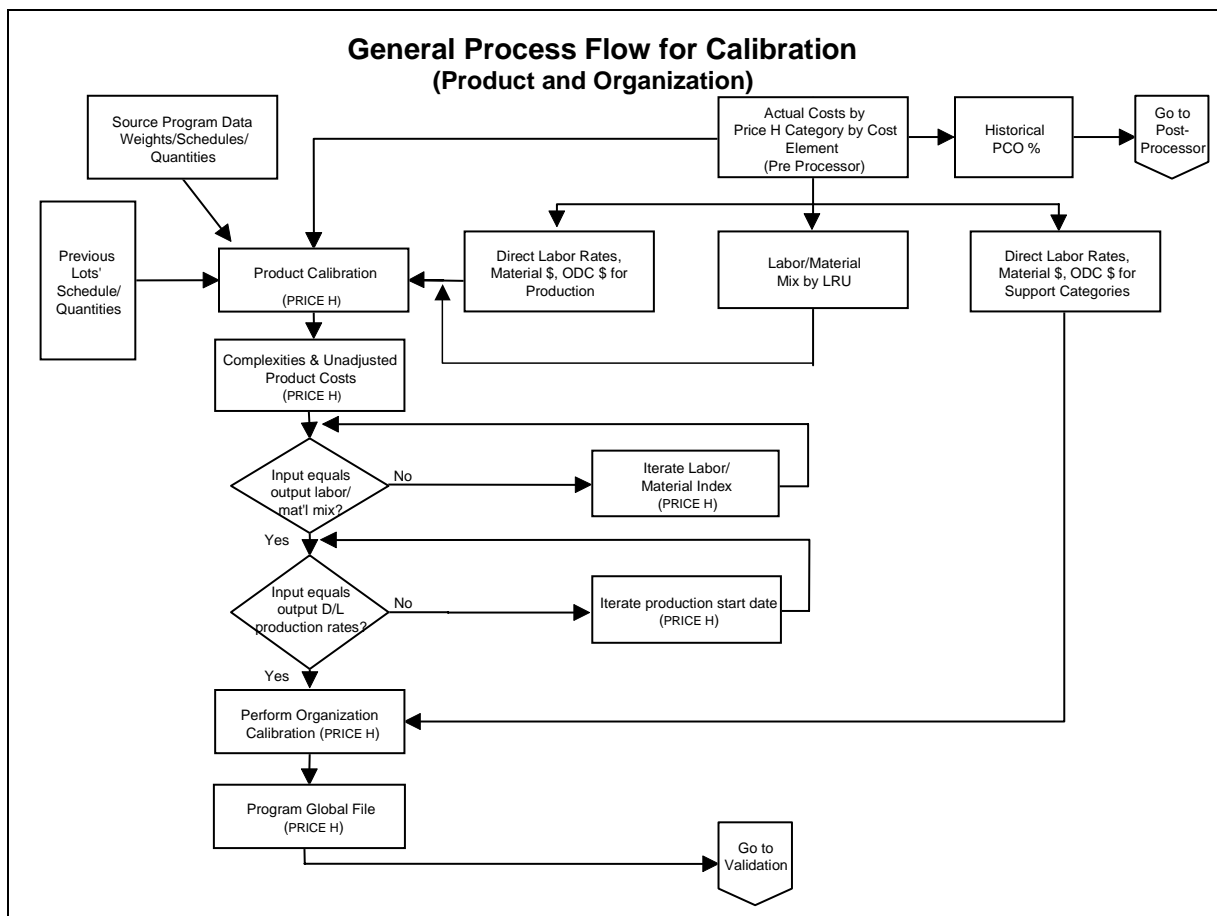 General Process Flow for Calibration
(Product and Organization)
Source Program Data
Weights/Schedules/
Quantities
Actual Costs by
Price H Category by Cost
Element
(Pre Processor)
Historical
PCO %
Go to
Post-
Processor
Previous
Lots'
Schedule/
Quantities
Product Calibration
(PRICE H)
Direct Labor Rates,
Material $, ODC $ for
Production
Labor/Material
Mix by LRU
Direct Labor Rates,
Material $, ODC $ for
Support Categories
Complexities & Unadjusted
Product Costs
(PRICE H)
Input equals
output labor/
mat'l mix?
No
Iterate Labor/
Material Index
(PRICE H)
Yes
Input equals
output D/L
production rates?
No
Iterate production start date
(PRICE H)
Yes
Perform Organization
Calibration (PRICE H)
Program Global File
(PRICE H)
Go to
Validation